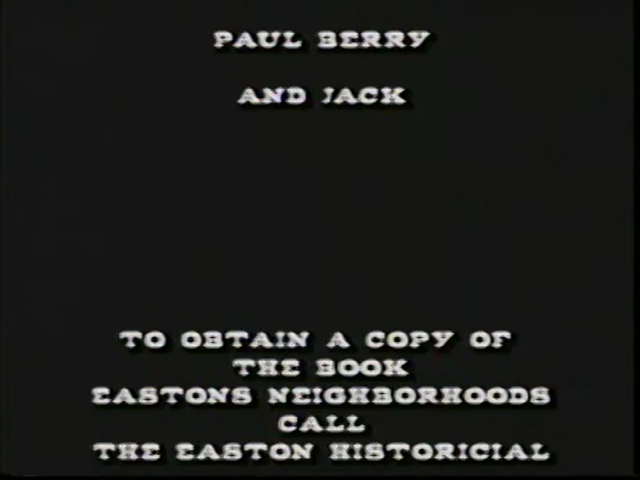 PAUL BERRY
AND JACK
TO OBTAIN A COPY OF
THE BOOK
EASTONS NEIGHBORHOODS
CALL
THE EASTON HISTORICIAL